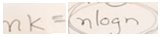 nk = nlogn